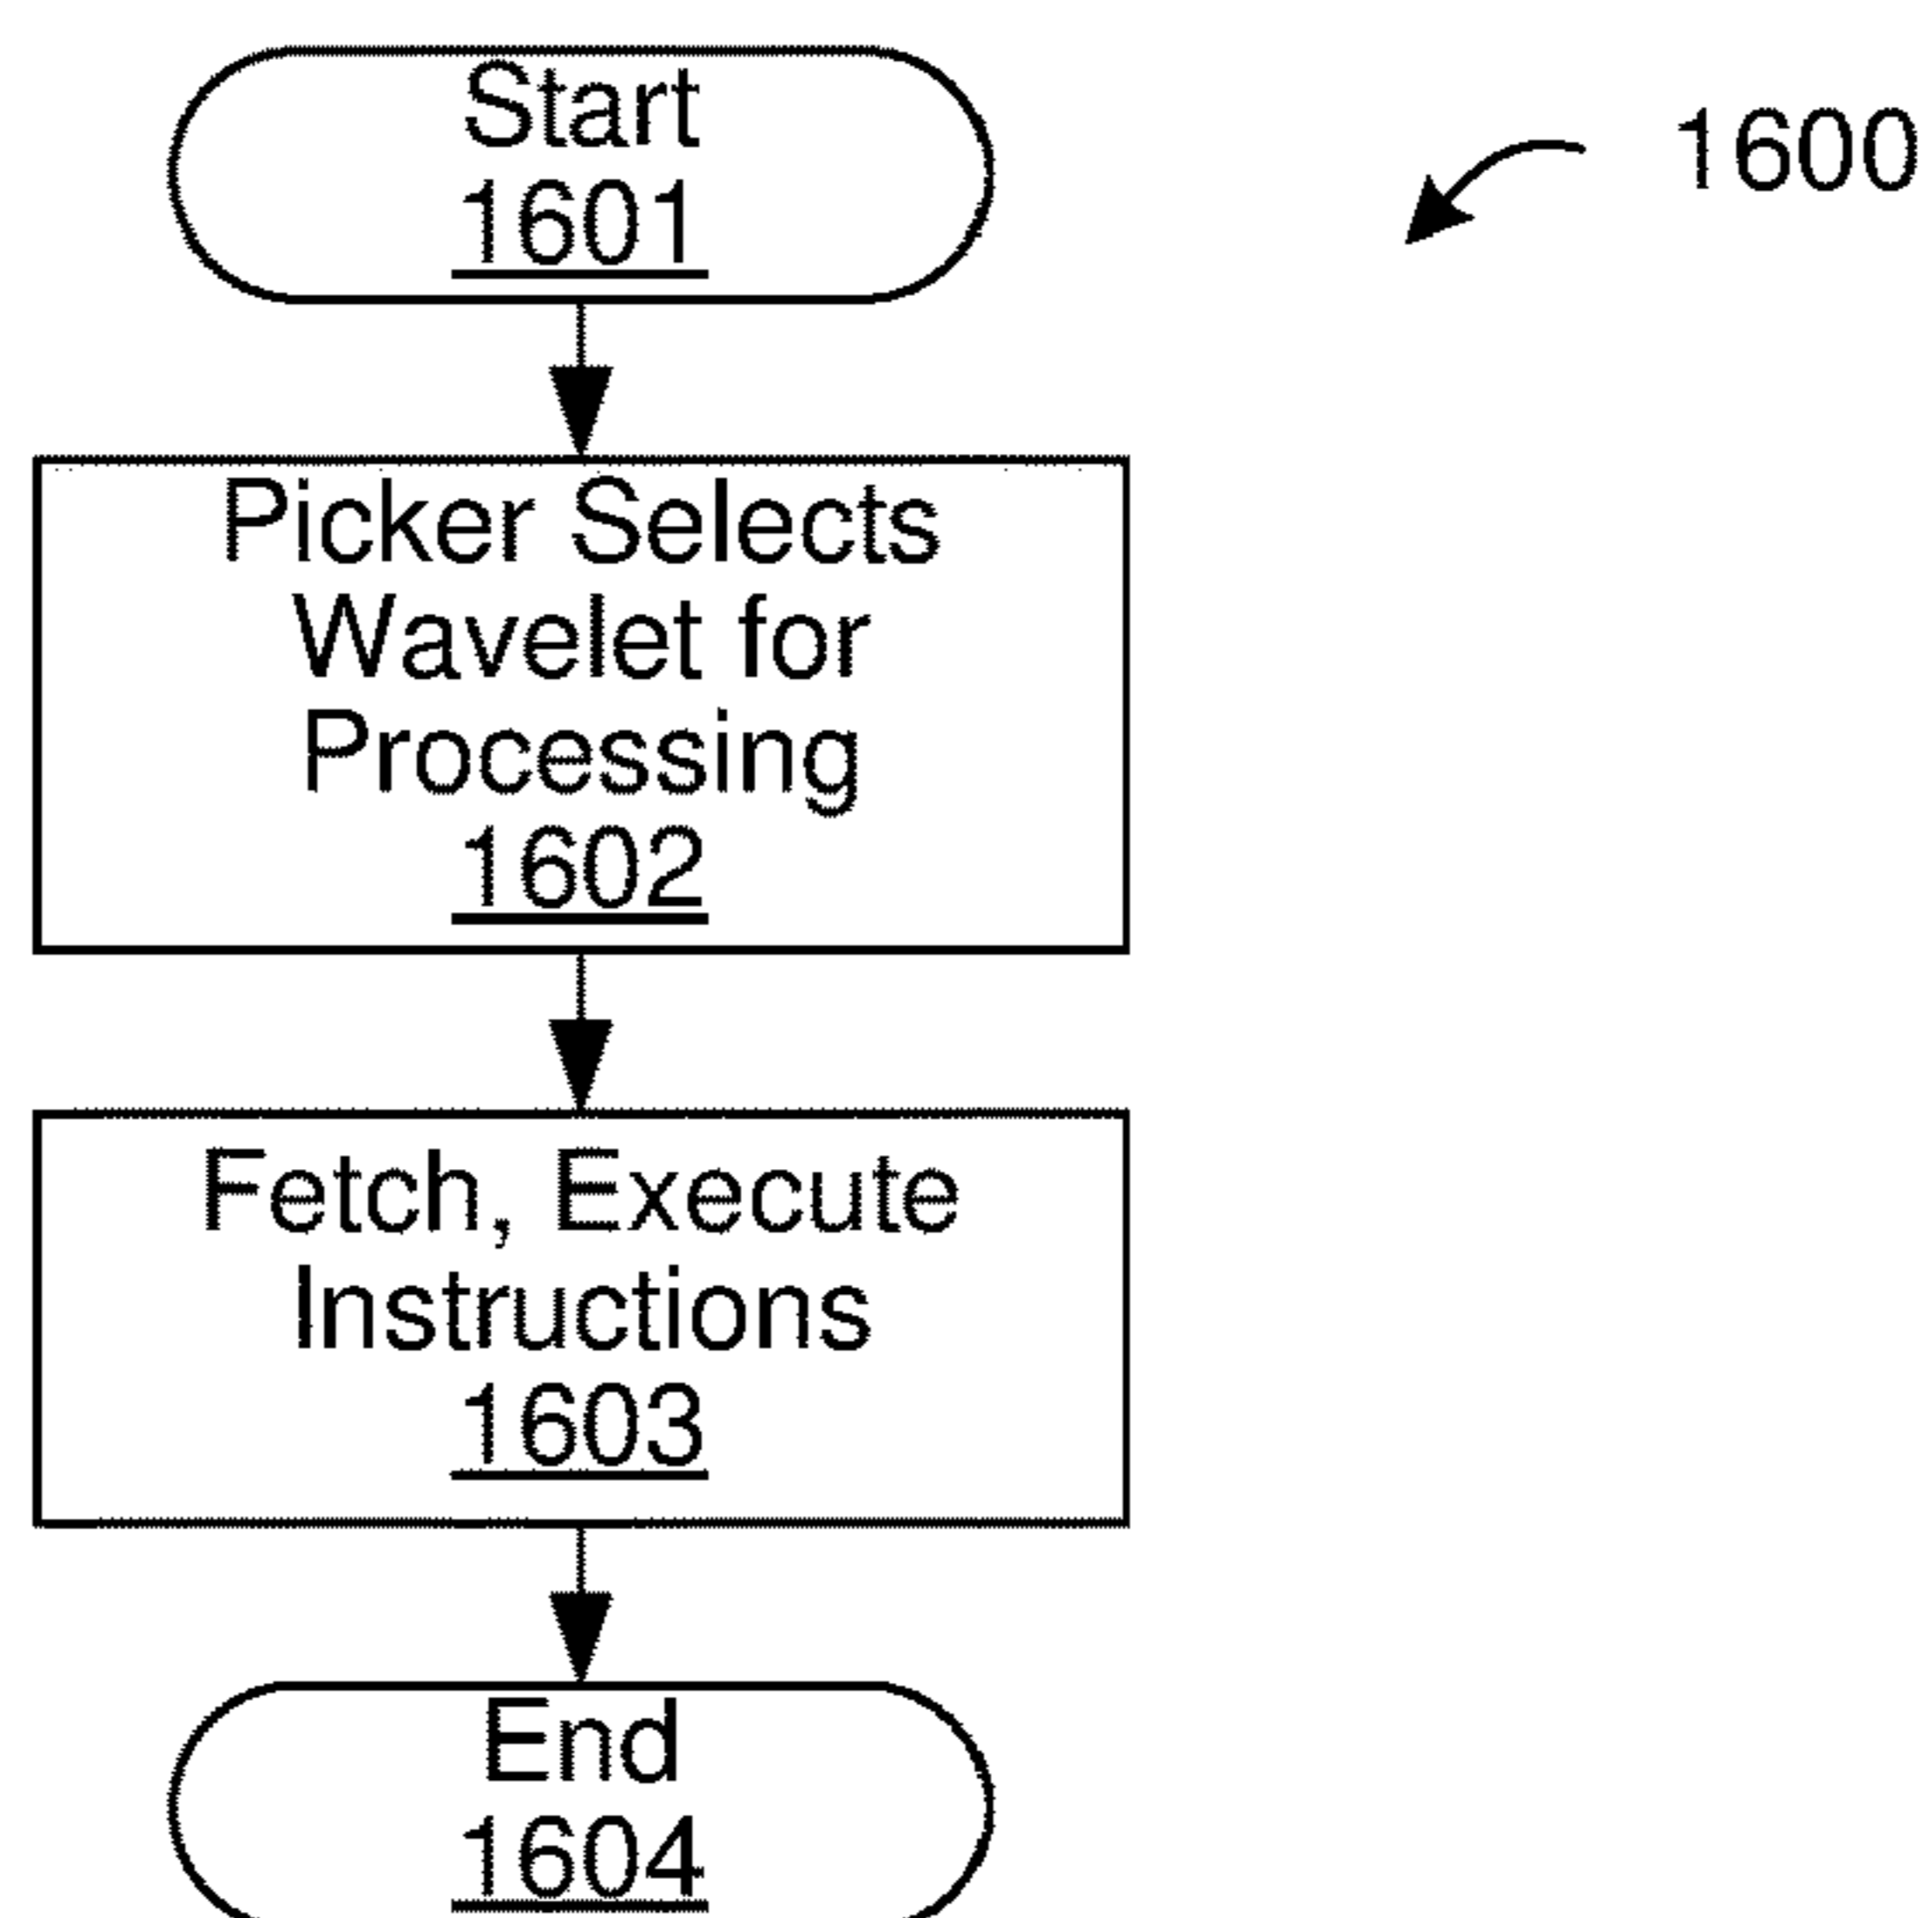 Start
1601
1600
Picker Selects
Wavelet for
Processing
1602
Fetch, Execute
Instructions
1603
End
1604